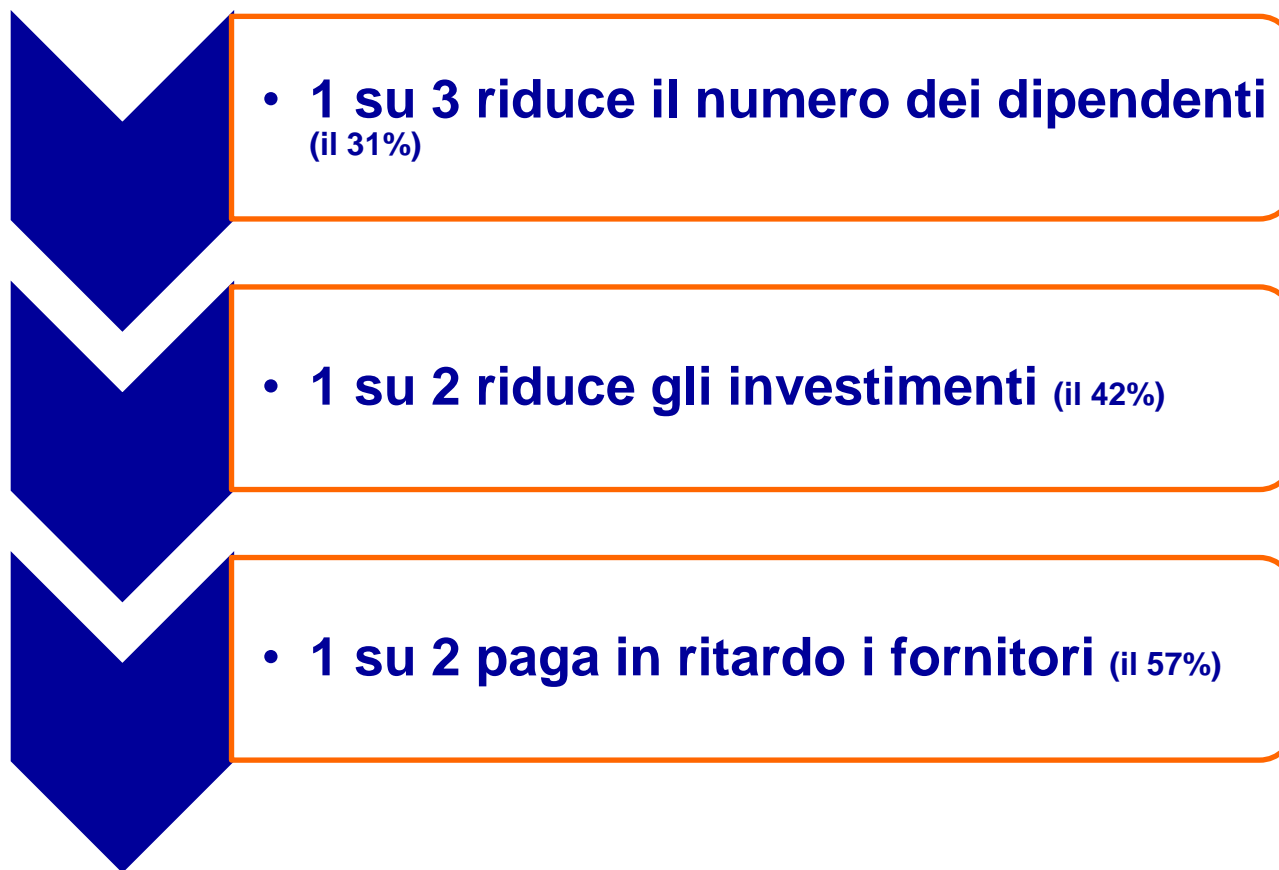 • 1 su 3 riduce il numero dei dipendenti
(il 31%)
• 1 su 2 riduce gli investimenti (il 42%)
• 1 su 2 paga in ritardo i fornitori (il 57%)